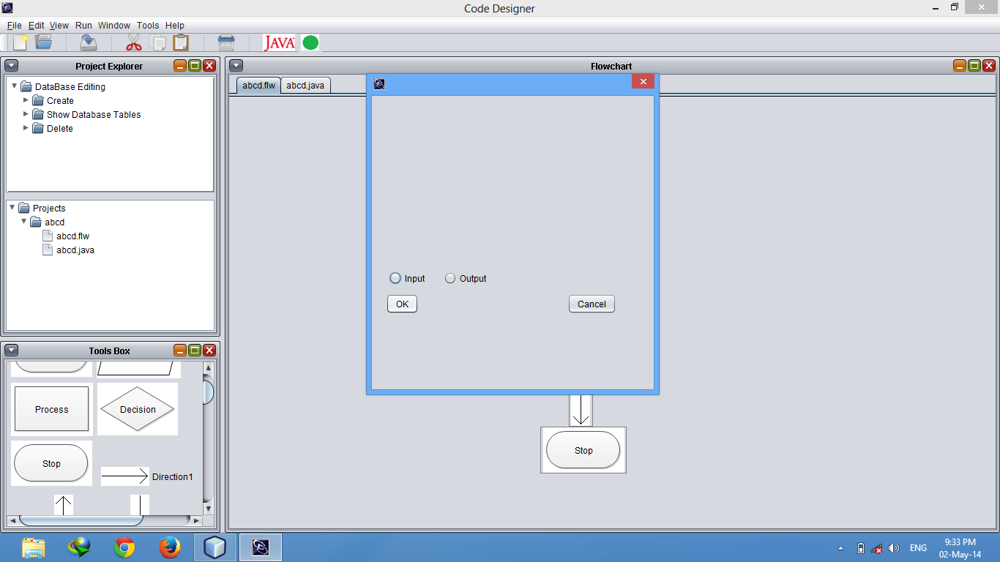 Code Designer
File Edit View Run Window Tools Help
JAVA
Project Explorer
DataBase Editing
Create
Show Database Tables
Delete
Projects
abcd
abcd.flw
abcd.java
Tools Box
Process
Decision
Stop
Direction1
Flowchart
abcd.flw abcd.java
Input Output
OK Cancel
Stop
ENG
9:33 PM
02-May-14